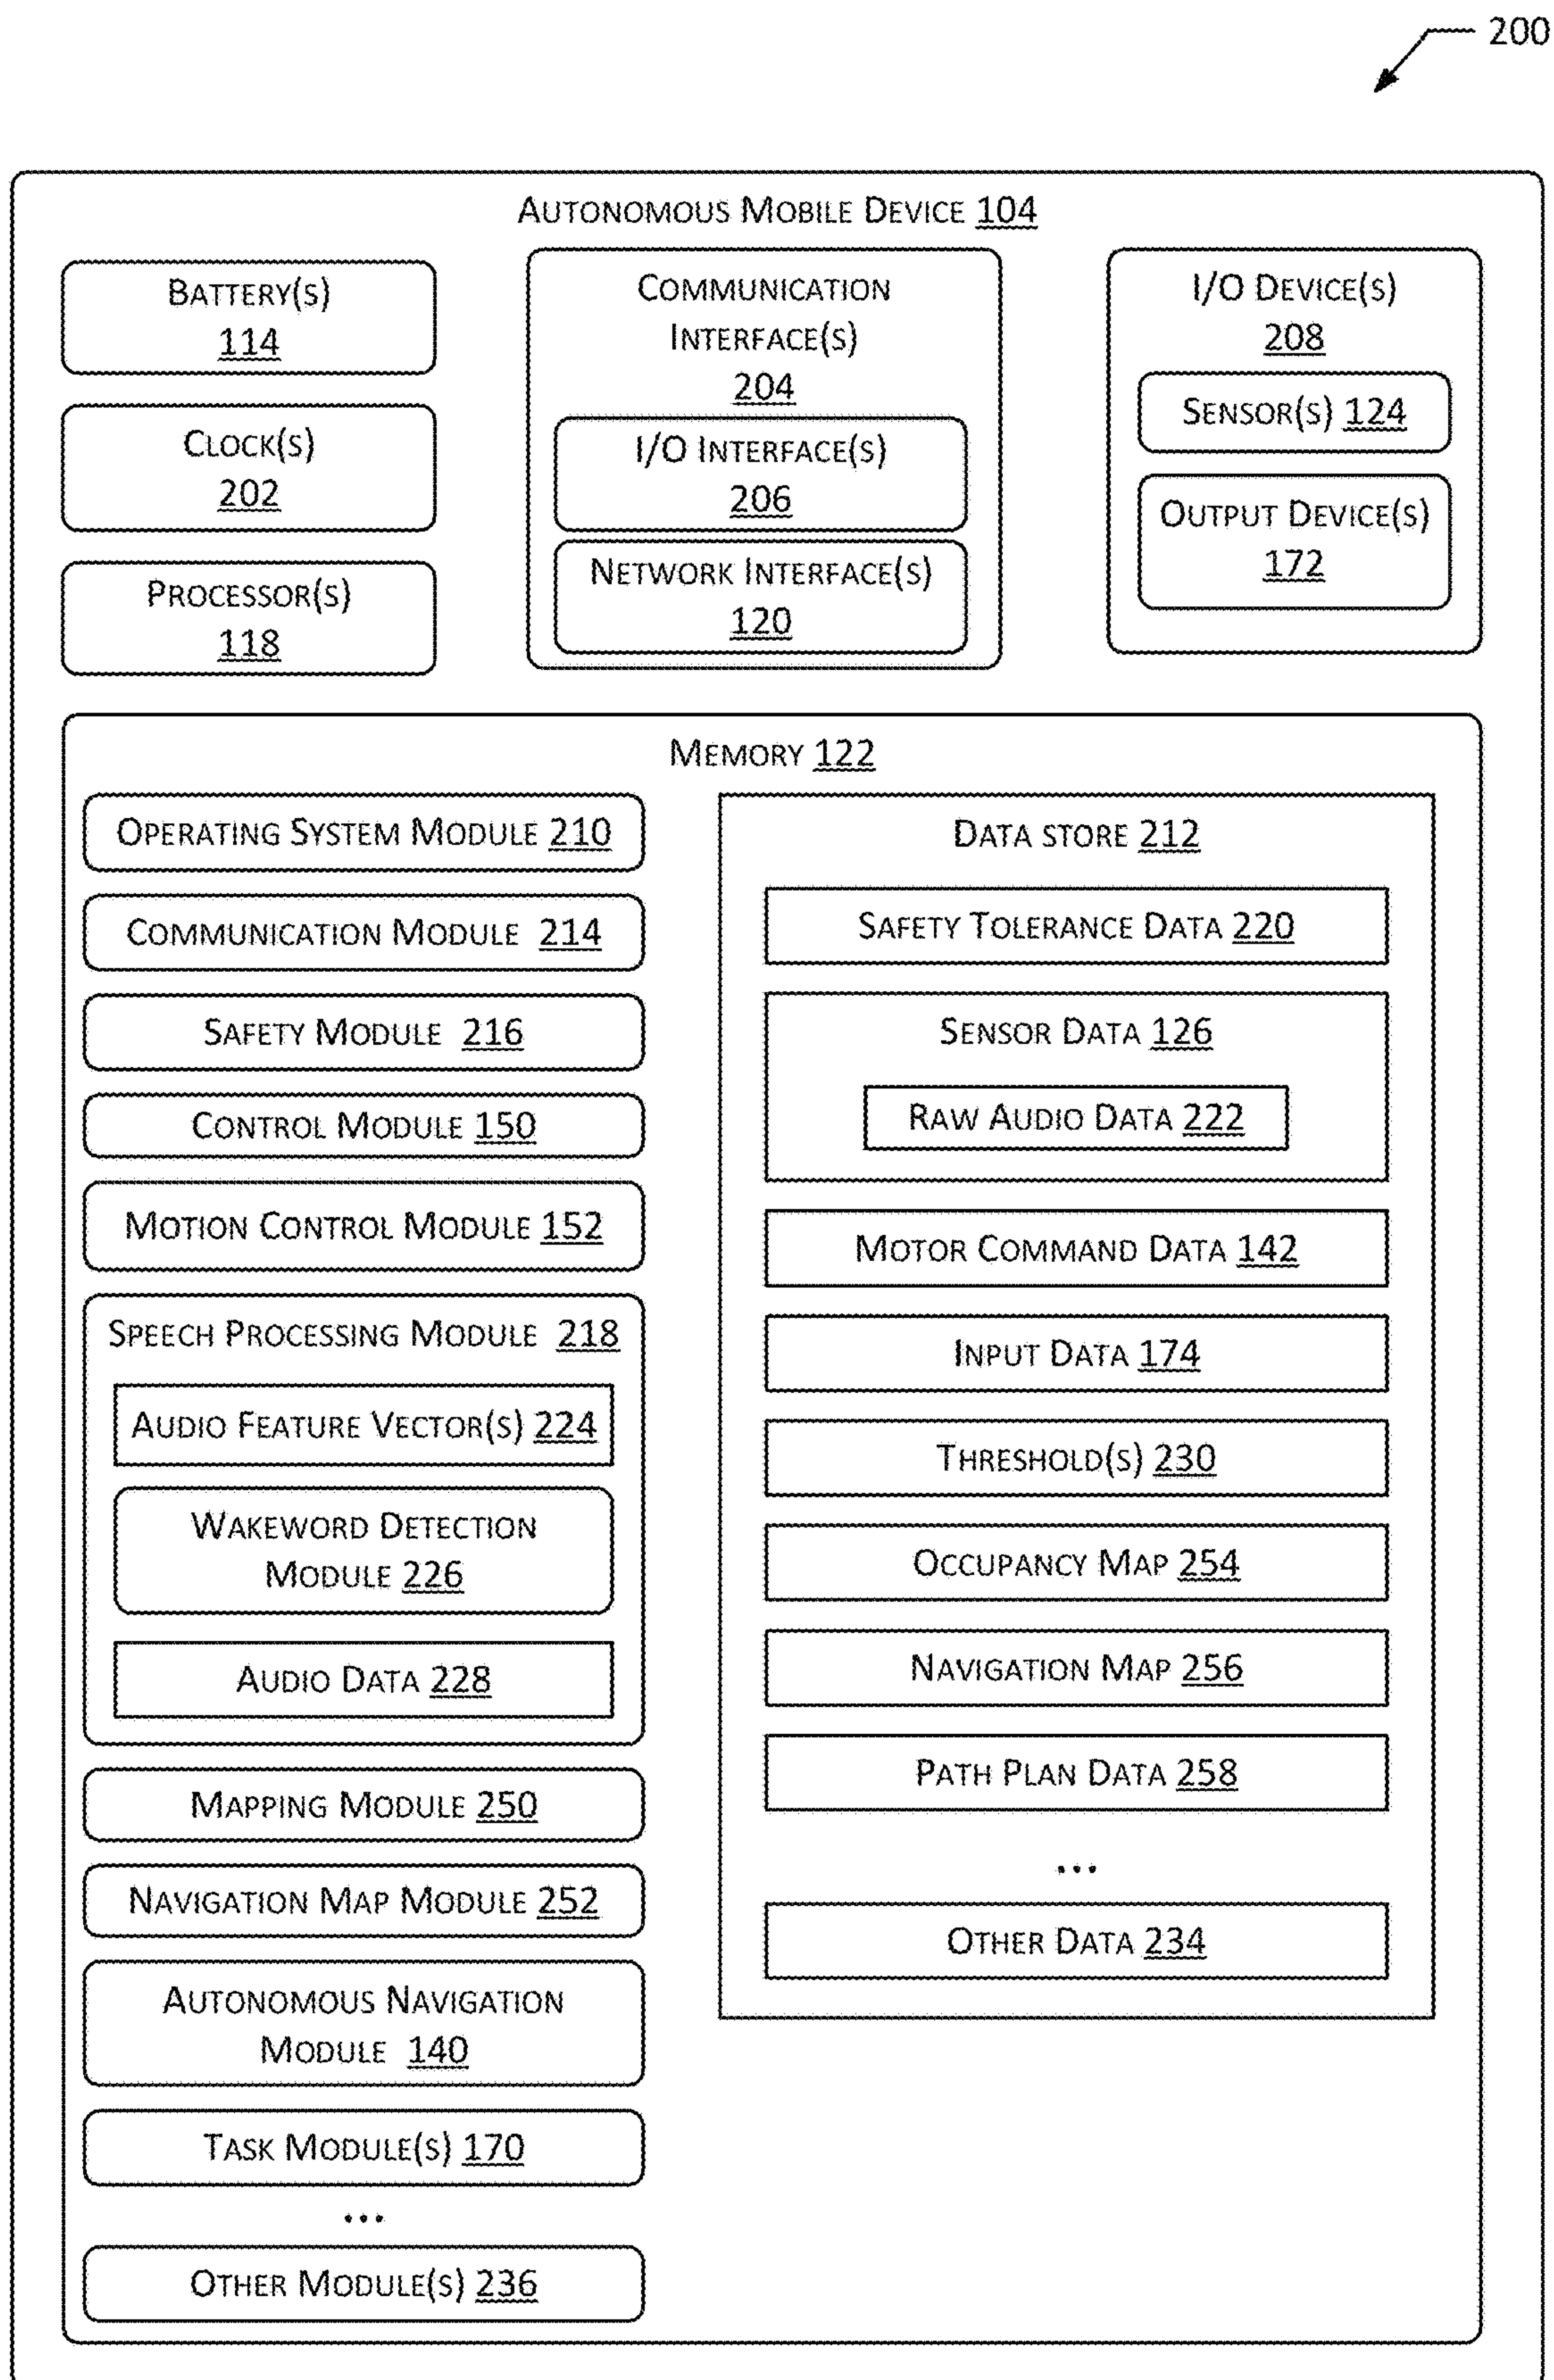 200
Autonomous Mobile Device 104
Battery(s)
114
Clock(s)
202
Processor(s)
118
Communication
Interface(s)
204
I/O Interface(s)
206
Network Interface(s)
120
I/O Device(s)
208
Sensor(s) 124
Output Device(s)
172
Memory 122
Operating System Module 210
Communication Module 214
Safety Module 216
Control Module 150
Motion Control Module 152
Speech Processing Module 218
Audio Feature Vector(s) 224
Wakeword Detection
Module 226
Audio Data 228
Mapping Module 250
Navigation Map Module 252
Autonomous Navigation
Module 140
Task Module(s) 170
...
Other Module(s) 236
Data store 212
Safety Tolerance Data 220
Sensor Data 126
Raw Audio Data 222
Motor Command Data 142
Input Data 174
Threshold(s) 230
Occupancy Map 254
Navigation Map 256
Path Plan Data 258
...
Other Data 234